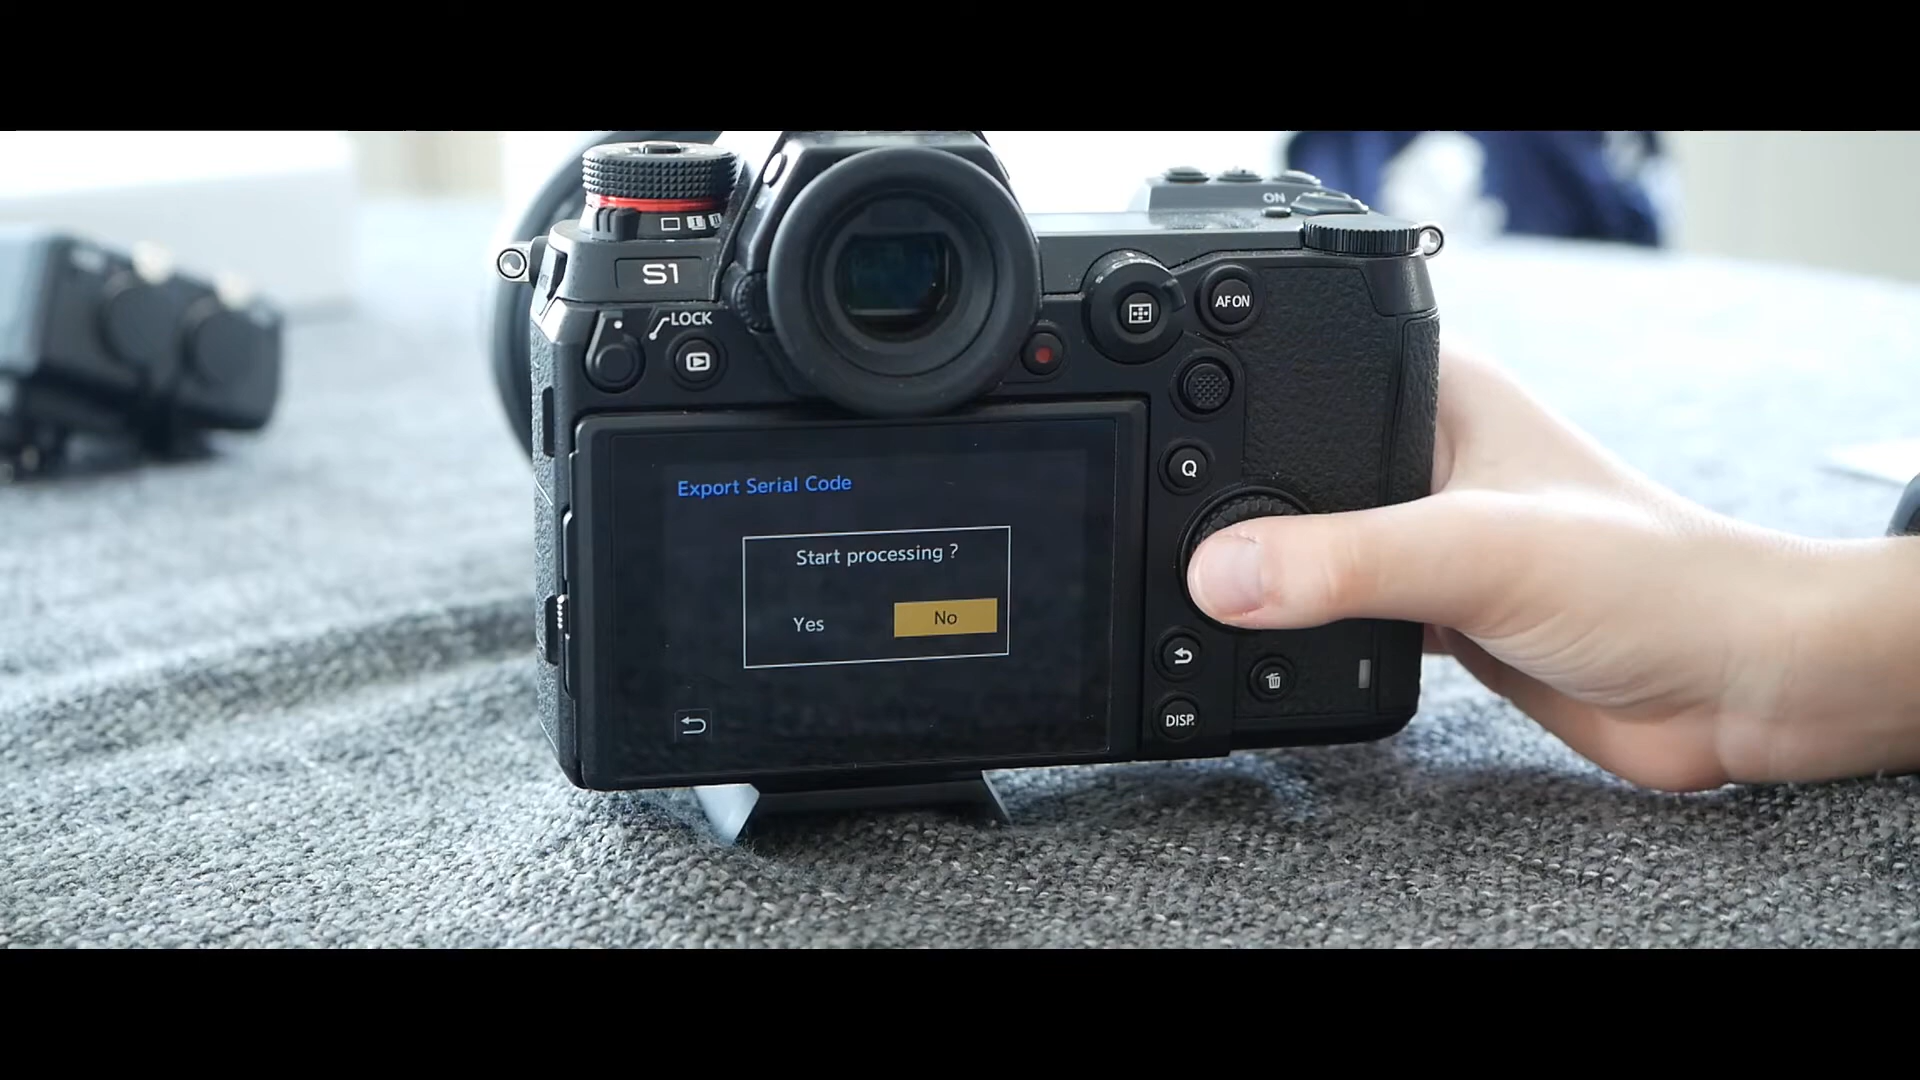 ON
S1
LOCK
AF ON
Q
Export Serial Code
Start processing ?
Yes
No
DISP.